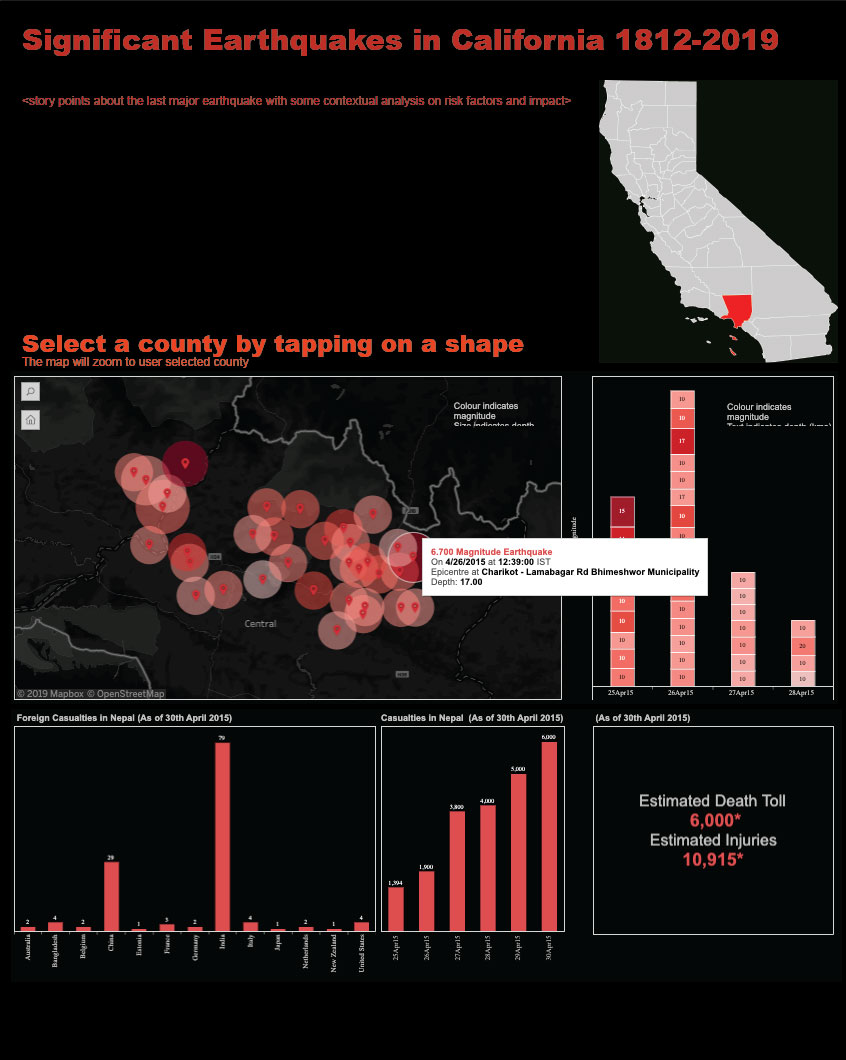 Significant Earthquakes in California 1812-2019
<story points about the last major earthquake with some contextual analysis on risk factors and impact>
Select a county by tapping on a shape
The map will zoom to user selected county
Colour indicates
magnitude
Size indicates depth
Central
© 2019 Mapbox © OpenStreetMap
6.700 Magnitude Earthquake
On 4/26/2015 at 12:39:00 IST
Epicentre at Charikot - Lamabagar Rd Bhimeshwor Municipality
Depth: 17.00
Colour indicates
magnitude
Text indicates depth (kms)
15
10
10
10
10
10
10
17
10
10
17
10
10
10
10
10
10
10
10
10
10
10
10
10
20
10
10
25Apr15
26Apr15
27Apr15
28Apr15
Foreign Casualties in Nepal (As of 30th April 2015)
2
4
2
29
1
3
2
79
4
1
2
1
4
Australia
Bangladesh
Belgium
China
Estonia
France
Germany
India
Italy
Japan
Netherlands
New Zealand
United States
Casualties in Nepal (As of 30th April 2015)
1,394
1,900
3,800
4,000
5,000
6,000
25Apr15
26Apr15
27Apr15
28Apr15
29Apr15
30Apr15
(As of 30th April 2015)
Estimated Death Toll
6,000*
Estimated Injuries
10,915*